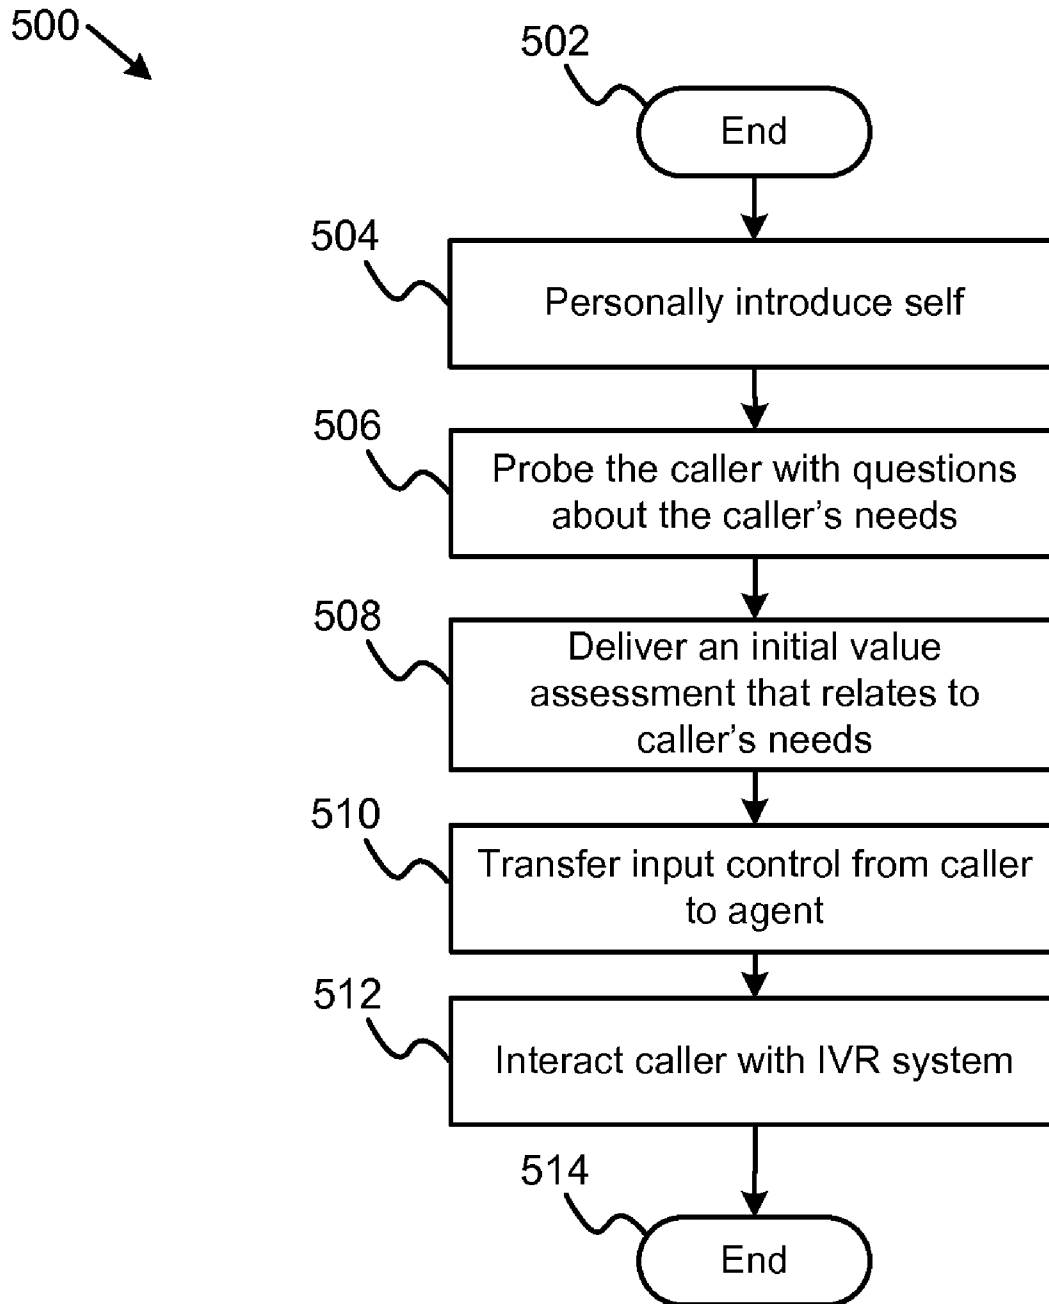 500
502
End
504
Personally introduce self
506
Probe the caller with questions
about the caller's needs
508
Deliver an initial value
assessment that relates to
caller's needs
510
Transfer input control from caller
to agent
512
Interact caller with IVR system
514
End